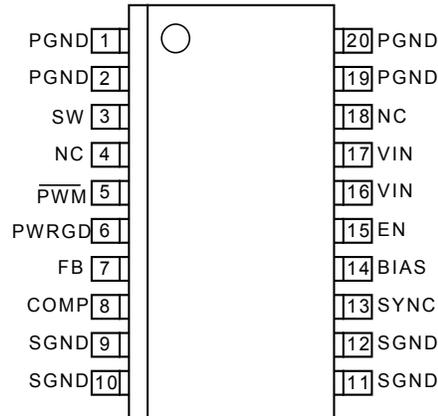 PGND 1 20 PGND
PGND 2 19 PGND
SW 3 18 NC
NC 4 17 VIN
PWM 5 16 VIN
PWRGD 6 15 EN
FB 7 14 BIAS
COMP 8 13 SYNC
SGND 9 12 SGND
SGND 10 11 SGND